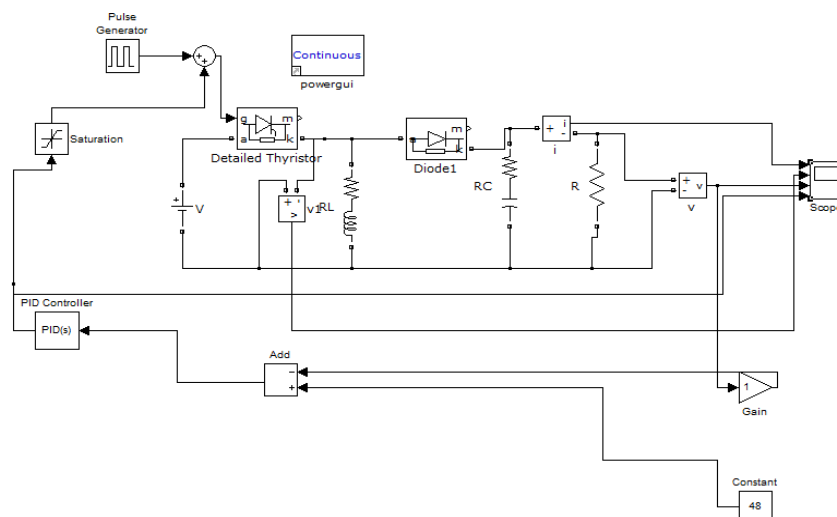 Pulse
Generator
+
+
Continuous
powergui
Saturation
g m
a k
Detailed Thyristor
m
k
Diode1
+ -
i
i
RC
R
+
V
+
v1
RL
+
-
v
v
Scope
PID Controller
PID(s)
Add
−
+
1
Gain
Constant
48